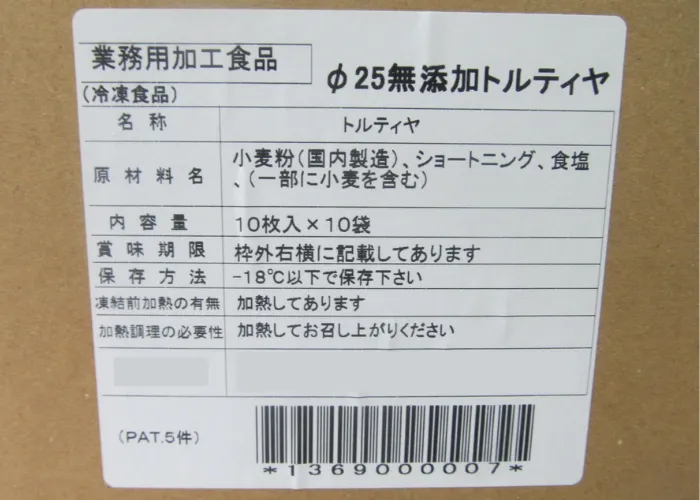 業務用加工食品
φ25無添加トルティヤ
(冷凍食品)
名称 トルティヤ
原材料名 小麦粉(国内製造)、ショートニング、食塩
、(一部に小麦を含む)
内容量 10枚入×10袋
賞味期限 枠外右横に記載してあります
保存方法 -18℃以下で保存下さい
凍結前加熱の有無 加熱してあります
加熱調理の必要性 加熱してお召し上がりください
(PAT.5件)
*1369000007*